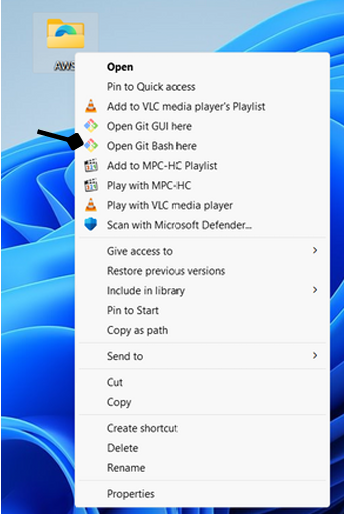 AWS
Open
Pin to Quick access
Add to VLC media player's Playlist
Open Git GUI here
Open Git Bash here
Add to MPC-HC Playlist
Play with MPC-HC
Play with VLC media player
Scan with Microsoft Defender...
Give access to
Restore previous versions
Include in library
Pin to Start
Copy as path
Send to
Cut
Copy
Create shortcut
Delete
Rename
Properties